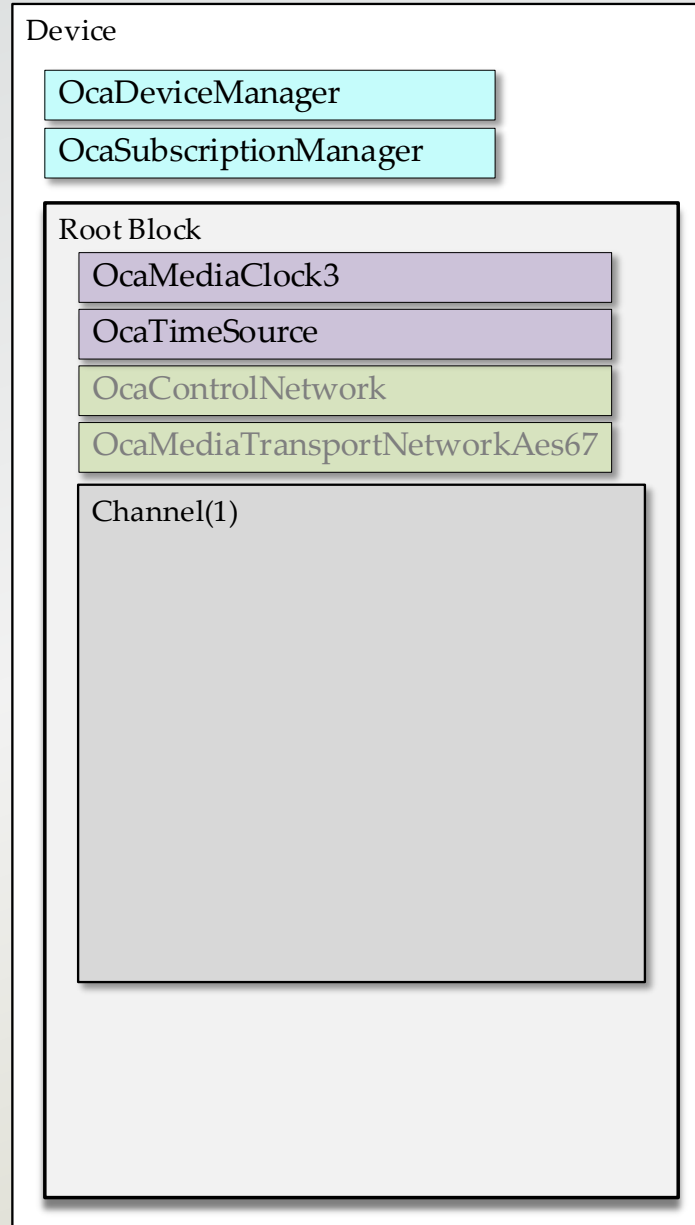 Device
OcaDeviceManager
OcaSubscriptionManager
Root Block
OcaMediaClock3
OcaTimeSource
OcaControlNetwork
OcaMediaTransportNetworkAes67
Channel(1)